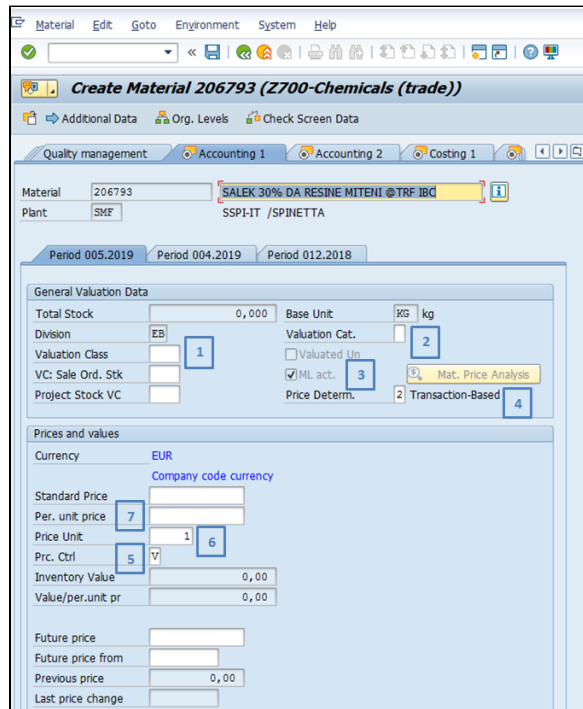 Material Edit Goto Environment System Help
Create Material 206793 (Z700-Chemicals (trade))
Additional Data Org. Levels Check Screen Data
Quality management Accounting 1 Accounting 2 Costing 1
Material 206793 SALEK 30% DA RESINE MITENI @TRF IBC
Plant SMF SSPI-IT /SPINETTA
Period 005.2019 Period 004.2019 Period 012.2018
General Valuation Data
Total Stock 0,000 Base Unit KG kg
Division EB Valuation Cat. 2
Valuation Class 1 Valuated Un
VC: Sale Ord. Stk ML act. 3 Mat. Price Analysis
Project Stock VC Price Determ. 2 Transaction-Based 4
Prices and values
Currency EUR
Company code currency
Standard Price
Per. unit price 7
Price Unit 1 6
Prc. Ctrl 5 V
Inventory Value 0,00
Value/per.unit pr 0,00
Future price
Future price from
Previous price 0,00
Last price change